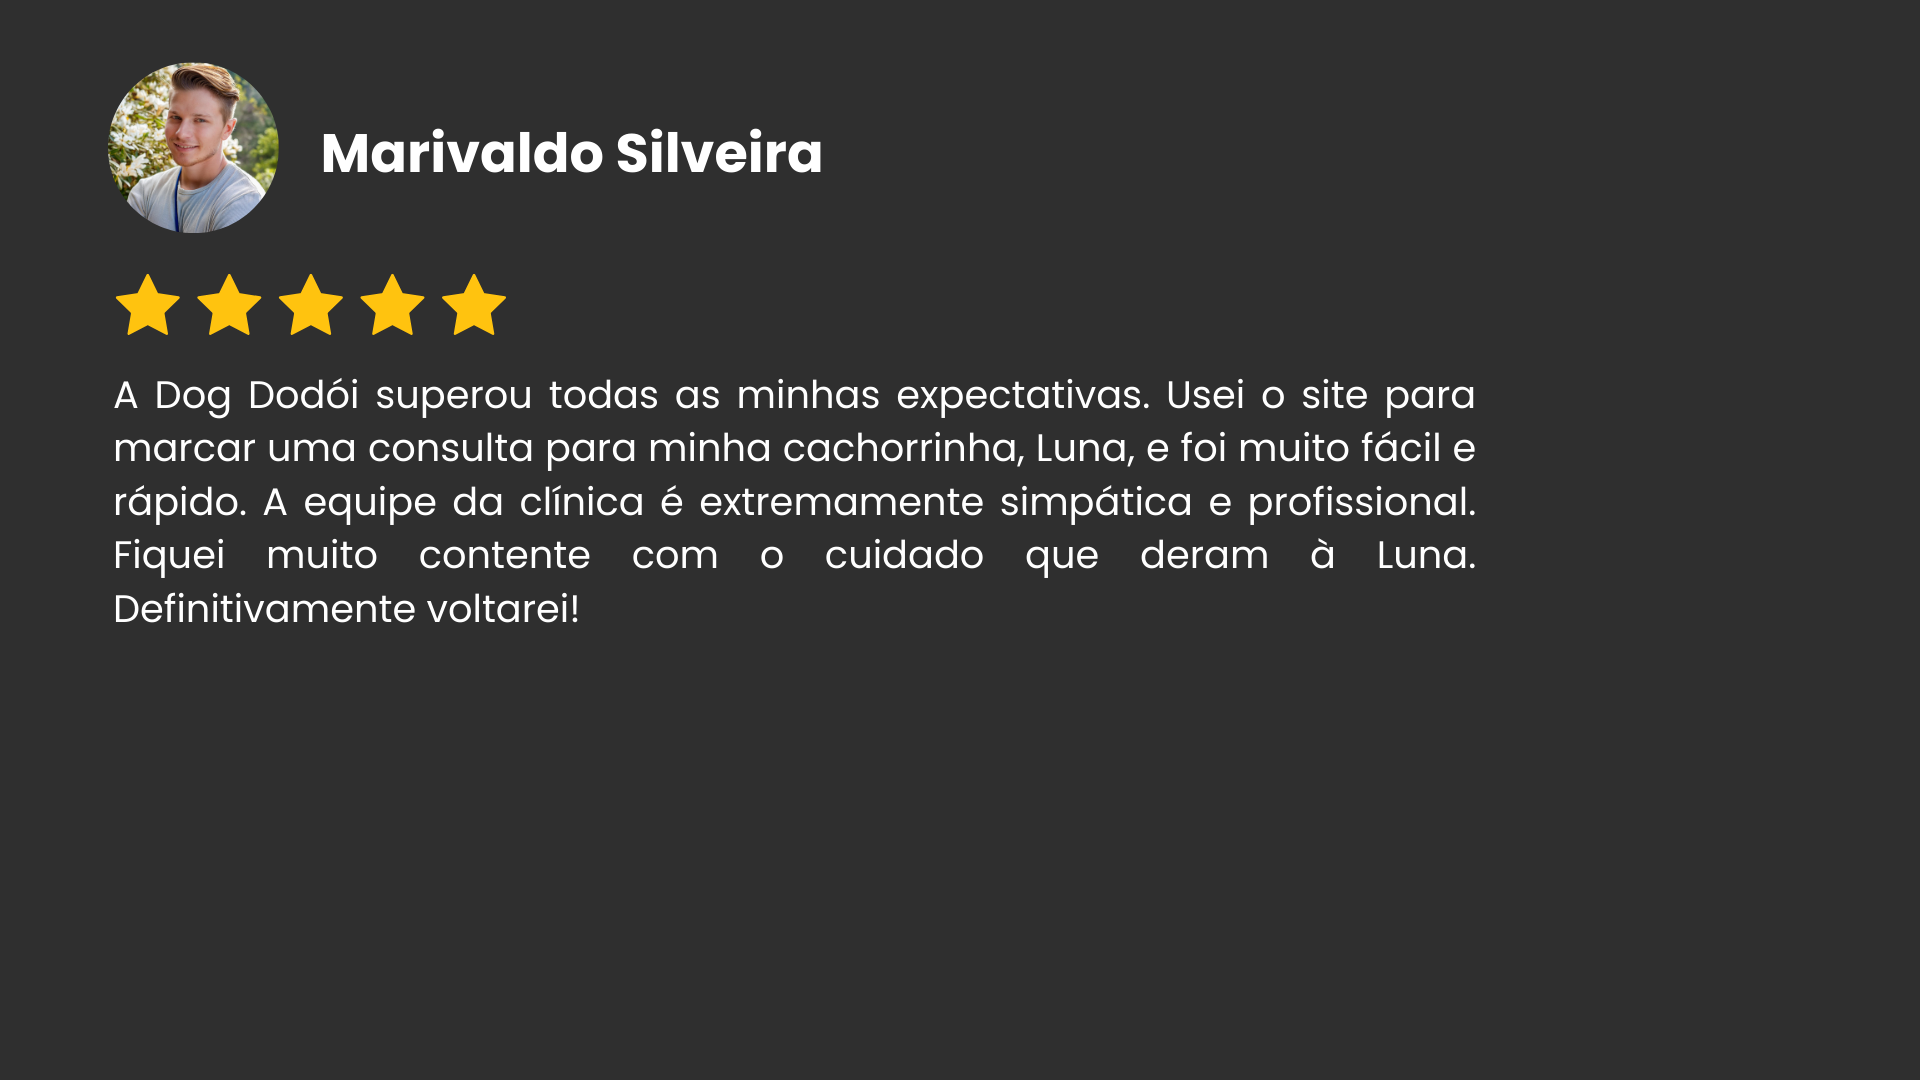 Marivaldo Silveira
A Dog Dodói superou todas as minhas expectativas. Usei o site para
marcar uma consulta para minha cachorrinha, Luna, e foi muito fácil e
rápido. A equipe da clínica é extremamente simpática e profissional.
Fiquei muito contente com o cuidado que deram à Luna.
Definitivamente voltarei!